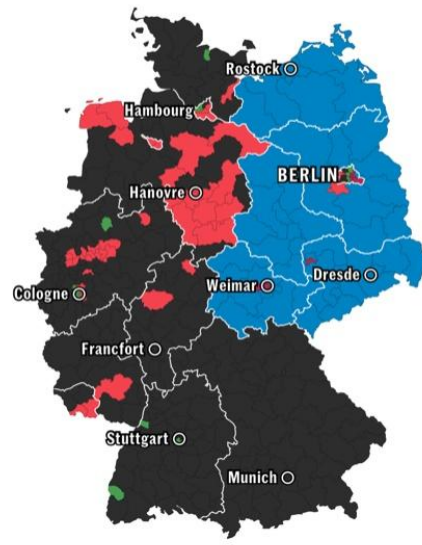 Rostock
Hambourg
BERLIN
Hanovre
Dresde
Weimar
Cologne
Francfort
Stuttgart
Munich